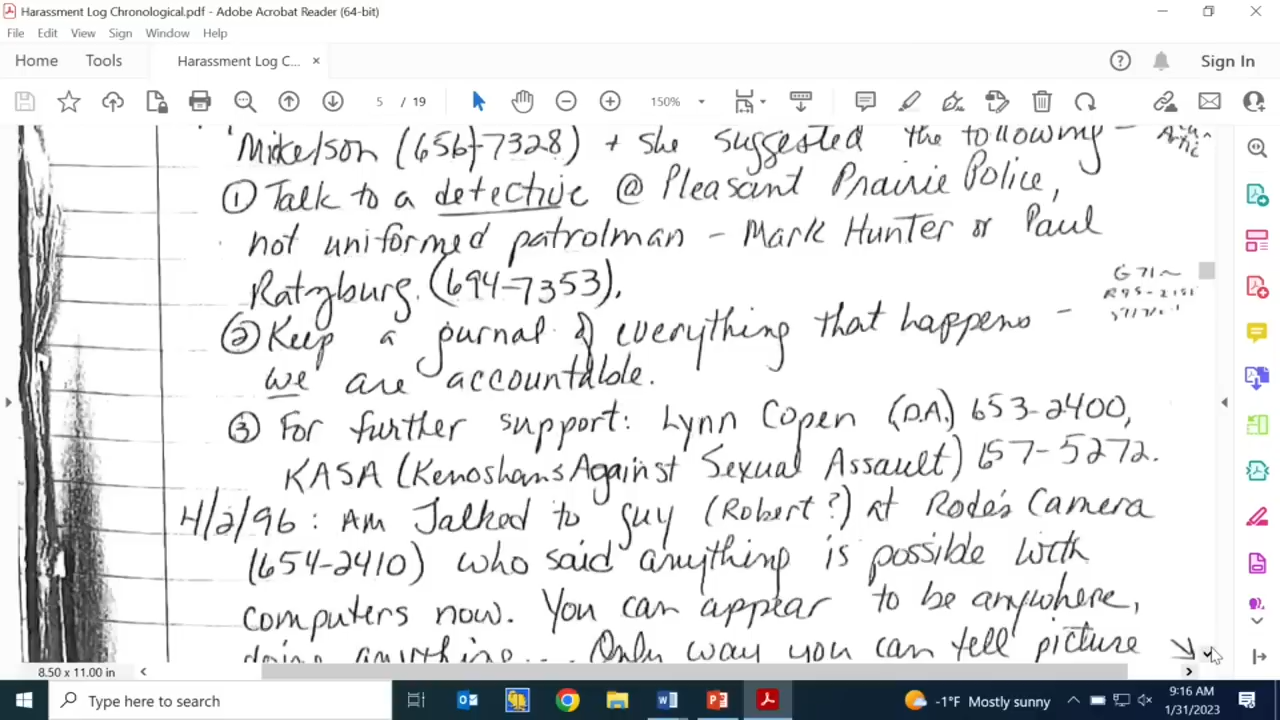 Harassment Log Chronological.pdf - Adobe Acrobat Reader (64-bit)
File Edit View Sign Window Help
Home Tools Harassment Log C... × Sign In
5 / 19 150%
Mikelson (656-7328) + she suggested the following -
① Talk to a detective @ Pleasant Prairie Police,
not uniformed patrolman - Mark Hunter or Paul
Ratzburg. (694-7353).
② Keep a journal of everything that happens -
we are accountable.
③ For further support: Lynn Copen (D.A.) 653-2400,
KASA (Kenoshans Against Sexual Assault) 657-5272.
4/2/96: AM Talked to guy (Robert?) at Rode's Camera
(654-2410) who said anything is possible with
computers now. You can appear to be anywhere,
doing anything... Only way you can tell picture
8.50 x 11.00 in
Type here to search
-1°F Mostly sunny
9:16 AM
1/31/2023